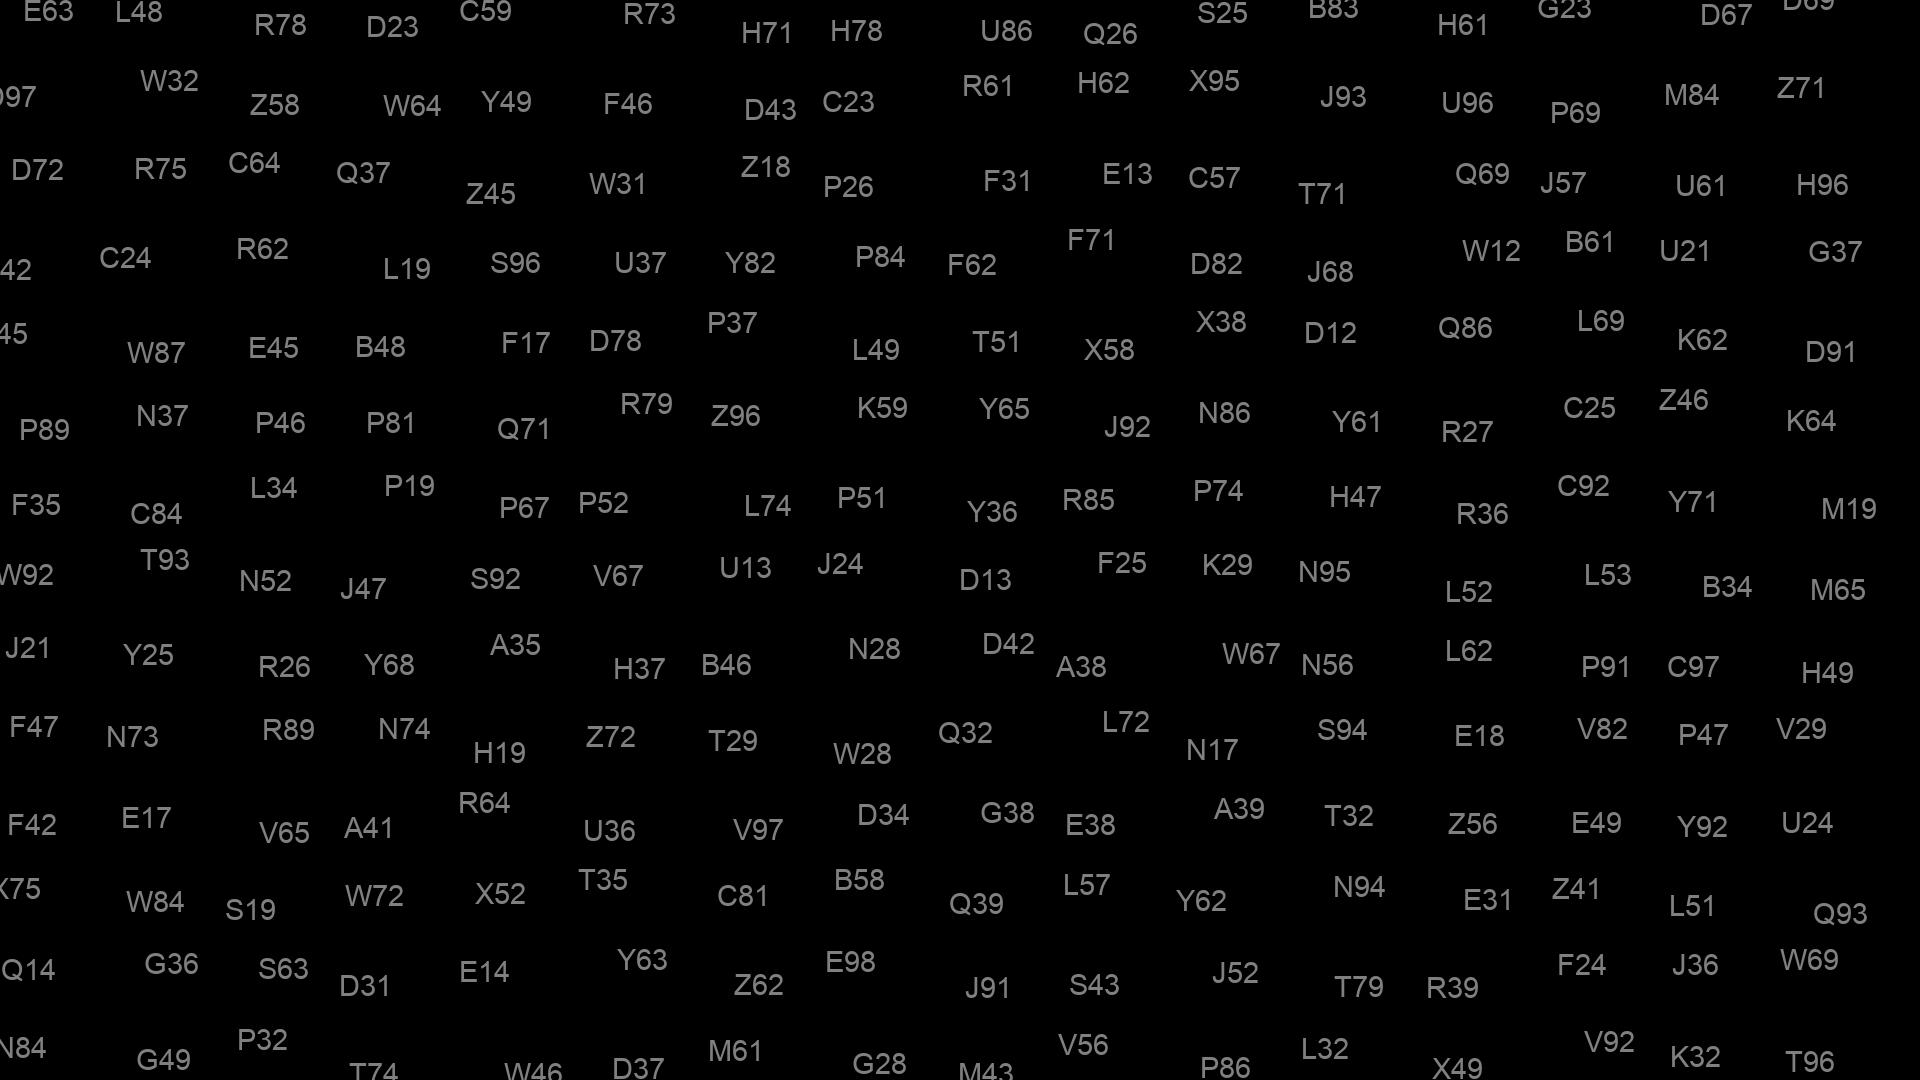 E63 L48 R78 D23 C59 R73 H71 H78 U86 Q26 S25 B83 H61 G23 D67 D69
W32 Z58 W64 Y49 F46 D43 C23 R61 H62 X95 J93 U96 P69 M84 Z71
D72 R75 C64 Q37 Z45 W31 Z18 P26 F31 E13 C57 T71 Q69 J57 U61 H96
42 C24 R62 L19 S96 U37 Y82 P84 F62 F71 D82 J68 W12 B61 U21 G37
45 W87 E45 B48 F17 D78 P37 L49 T51 X58 X38 D12 Q86 L69 K62 D91
P89 N37 P46 P81 Q71 R79 Z96 K59 Y65 J92 N86 Y61 R27 C25 Z46 K64
F35 C84 L34 P19 P67 P52 L74 P51 Y36 R85 P74 H47 R36 C92 Y71 M19
W92 T93 N52 J47 S92 V67 U13 J24 D13 F25 K29 N95 L52 L53 B34 M65
J21 Y25 R26 Y68 A35 H37 B46 N28 D42 A38 W67 N56 L62 P91 C97 H49
F47 N73 R89 N74 H19 Z72 T29 W28 Q32 L72 N17 S94 E18 V82 P47 V29
F42 E17 V65 A41 R64 U36 V97 D34 G38 E38 A39 T32 Z56 E49 Y92 U24
X75 W84 S19 W72 X52 T35 C81 B58 Q39 L57 Y62 N94 E31 Z41 L51 Q93
Q14 G36 S63 D31 E14 Y63 Z62 E98 J91 S43 J52 T79 R39 F24 J36 W69
N84 G49 P32 T74 W46 D37 M61 G28 M43 V56 P86 L32 X49 V92 K32 T96